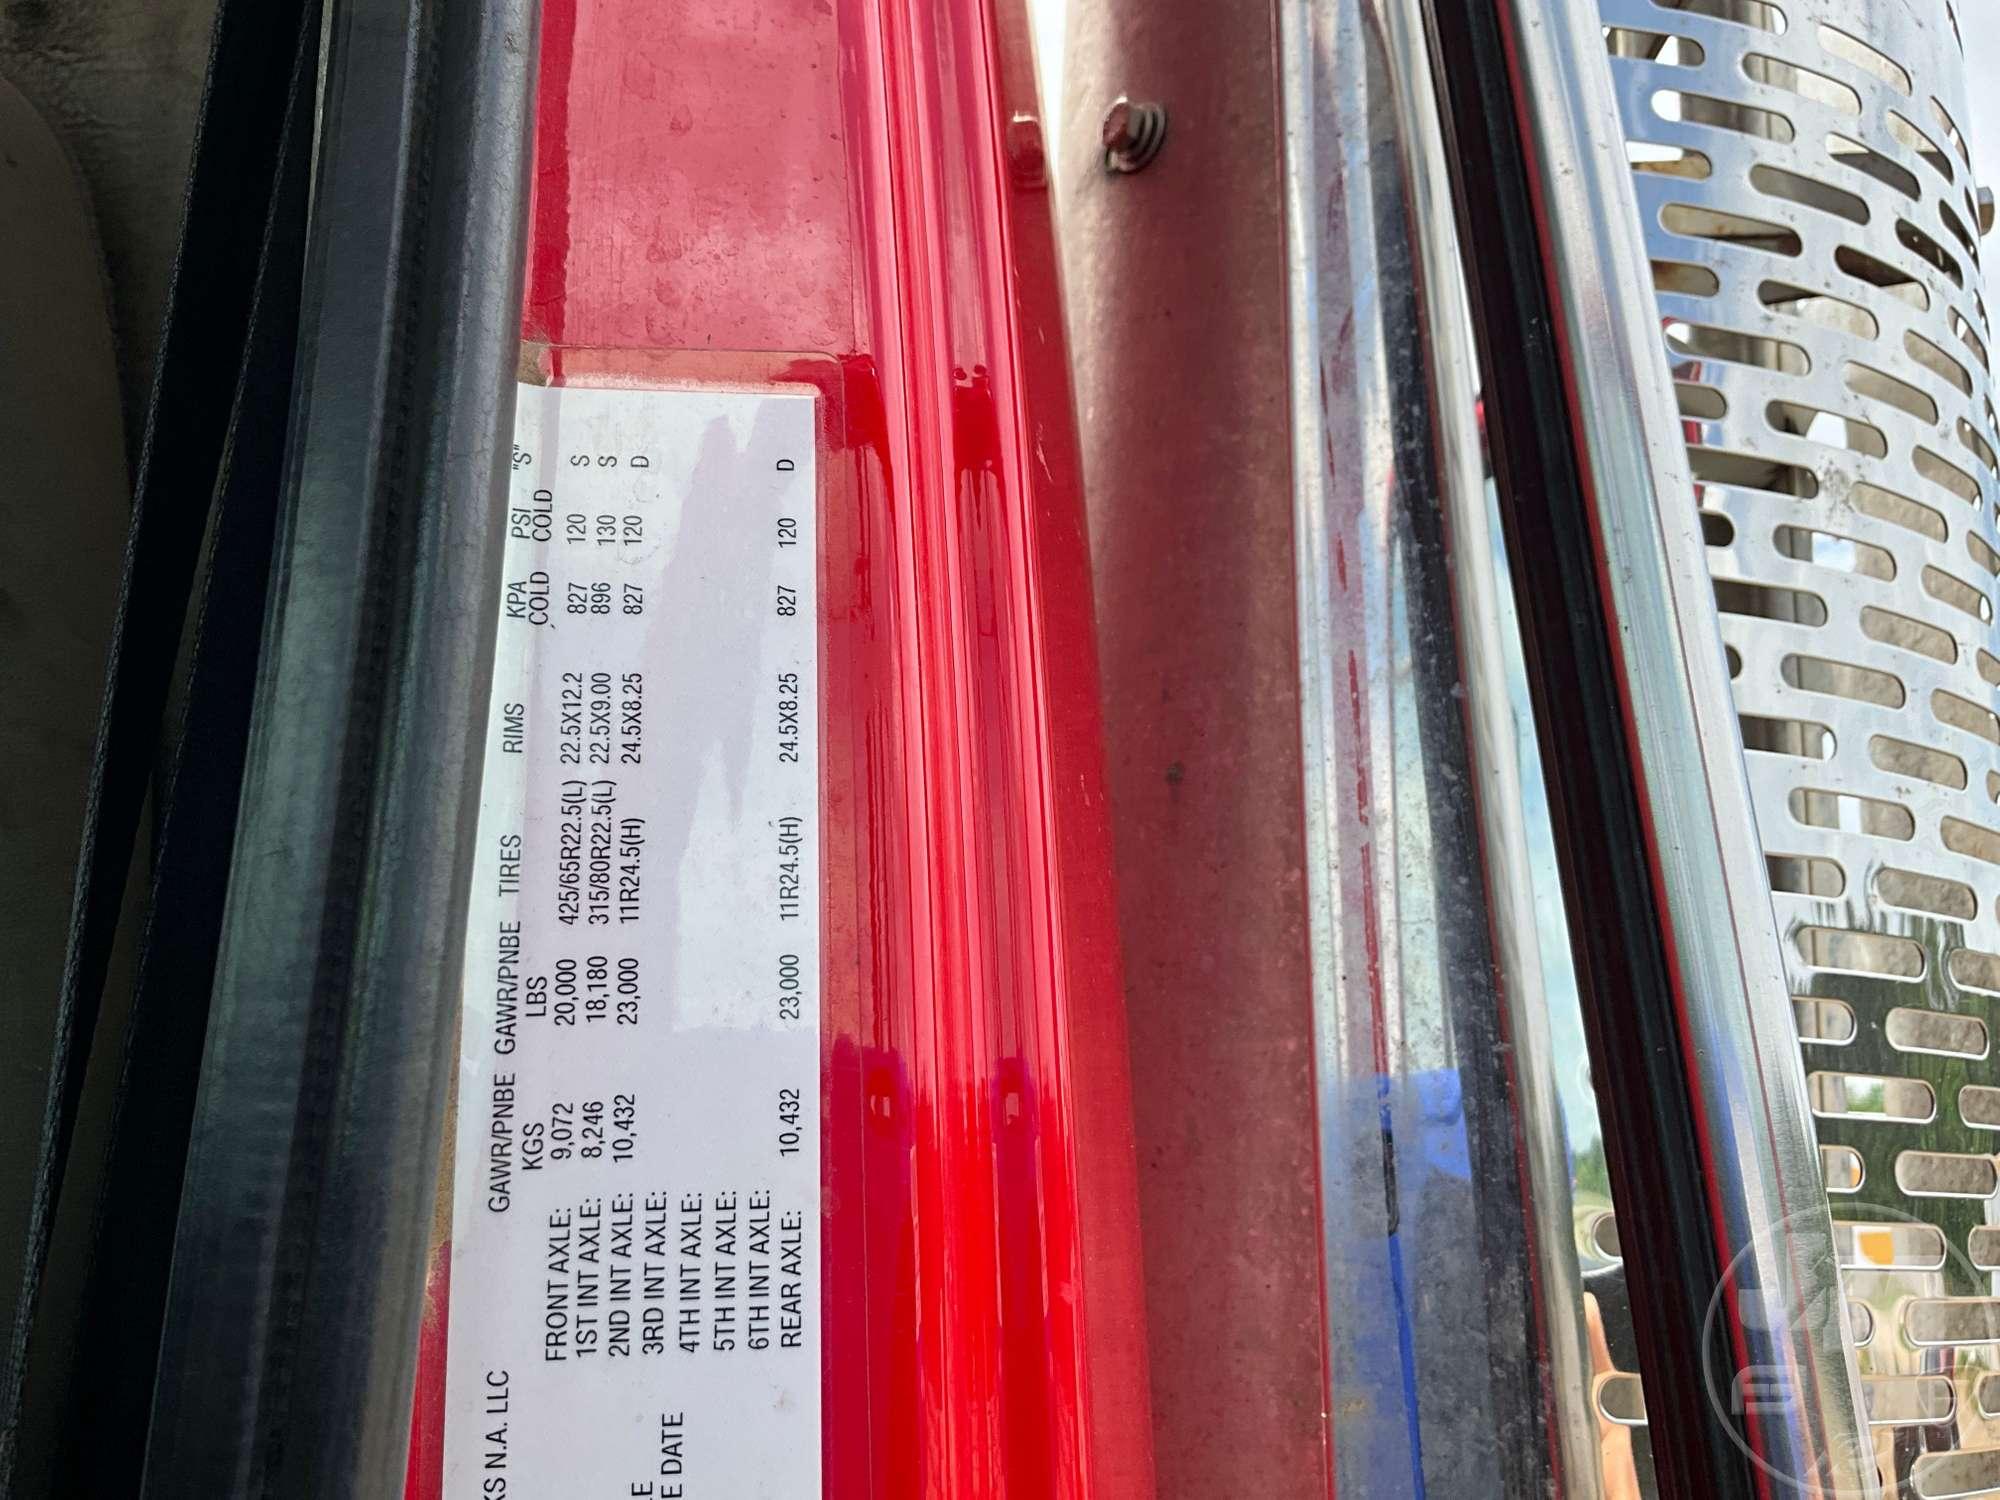 KS N.A. LLC
GAWR/PNBE GAWR/PNBE TIRES RIMS KPA PSI "S"
KGS LBS COLD COLD
FRONT AXLE: 9,072 20,000 425/65R22.5(L) 22.5X12.2 827 120 S
1ST INT AXLE: 8,246 18,180 315/80R22.5(L) 22.5X9.00 896 130 S
2ND INT AXLE: 10,432 23,000 11R24.5(H) 24.5X8.25 827 120 D
3RD INT AXLE:
4TH INT AXLE:
5TH INT AXLE:
6TH INT AXLE:
REAR AXLE: 10,432 23,000 11R24.5(H) 24.5X8.25 827 120 D
LE
E DATE